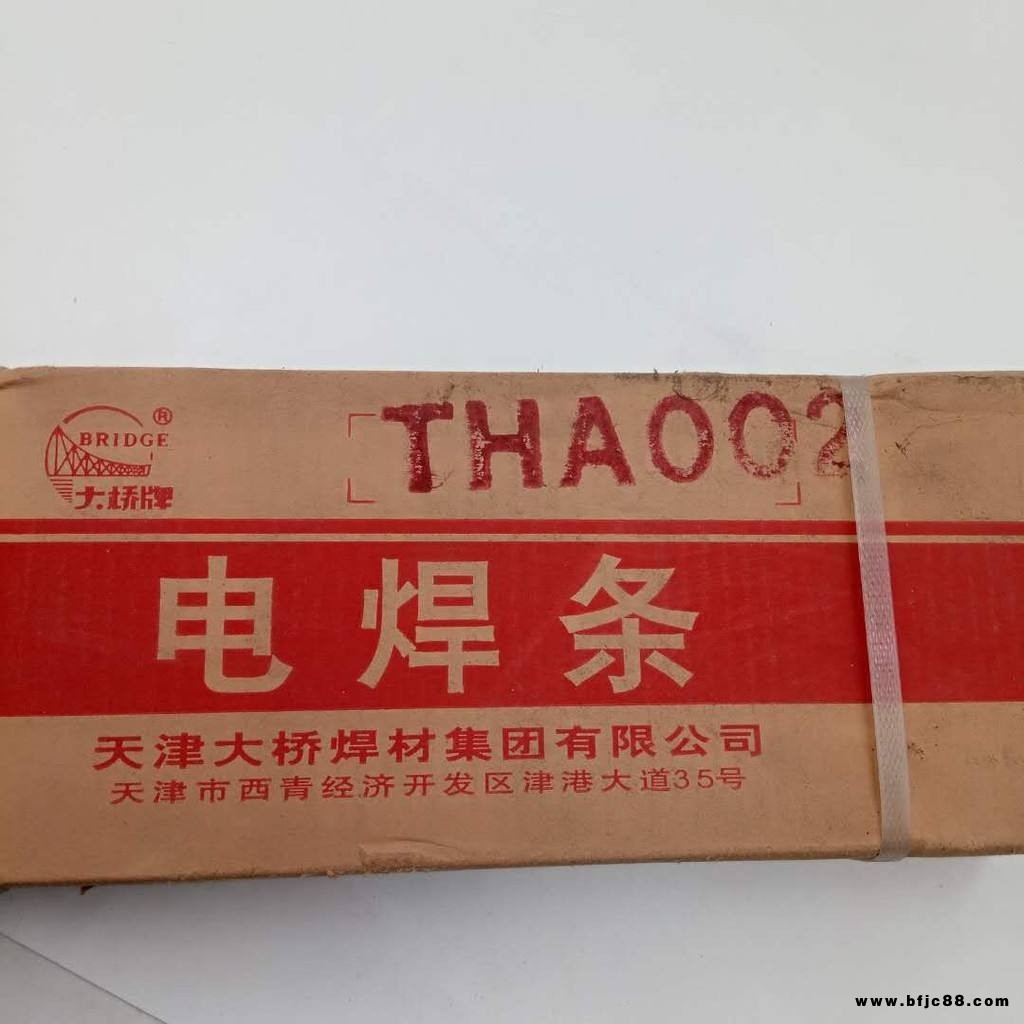 BRIDGE ®
大桥牌
THA002
电焊条
天津大桥焊材集团有限公司
天津市西青经济开发区津港大道35号
www.bfjc88.com